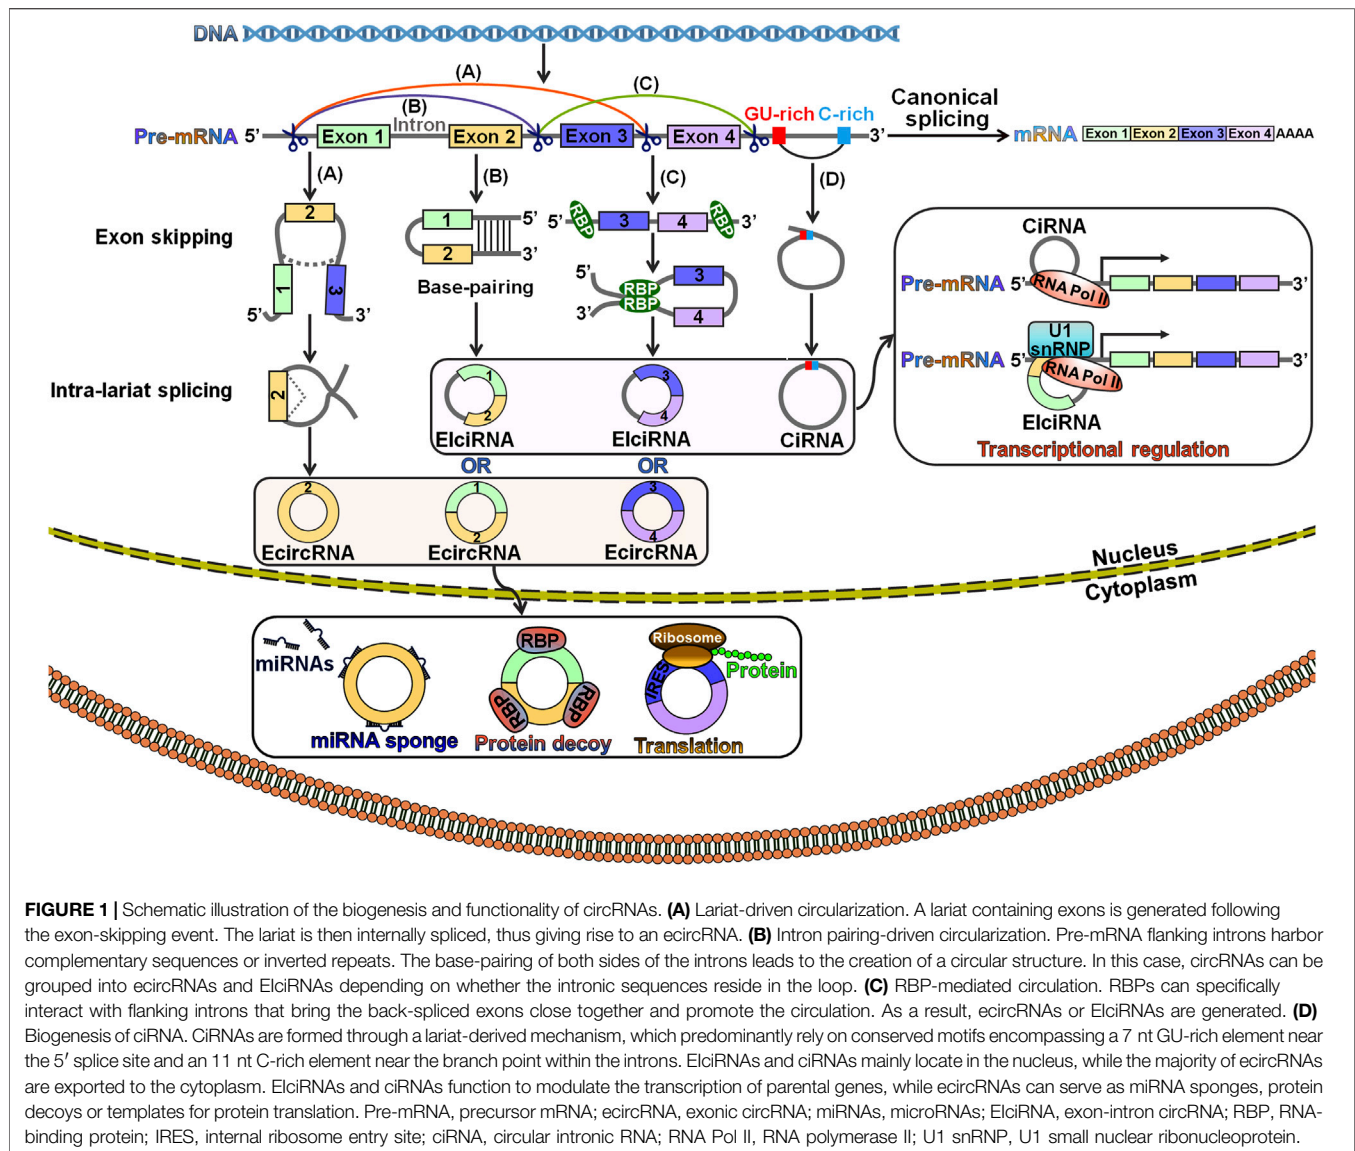 DNA
(A)
(C)
(B)
GU-rich C-rich
Canonical
splicing
Intron
Pre-mRNA 5’ Exon 1 Exon 2 Exon 3 Exon 4 3’
mRNA Exon 1 Exon 2 Exon 3 Exon 4 AAAA
(A) (B) (C) (D)
Exon skipping
2
1
3
5’ 3’
1 5’
2 3’
Base-pairing
5’ RBP 3 4 RBP 3’
5’ RBP 3
3’ RBP 4
CiRNA
Pre-mRNA 5’ RNA Pol II 3’
U1
snRNP
Pre-mRNA 5’ RNA Pol II 3’
ElciRNA
Transcriptional regulation
Intra-lariat splicing
2
1
2
ElciRNA
3
4
ElciRNA
CiRNA
OR OR
2
EcircRNA
1
2
EcircRNA
3
4
EcircRNA
Nucleus
Cytoplasm
miRNAs
miRNA sponge
RBP
RBP RBP
Protein decoy
Ribosome
IRES
Protein
Translation
FIGURE 1 | Schematic illustration of the biogenesis and functionality of circRNAs. (A) Lariat-driven circularization. A lariat containing exons is generated following
the exon-skipping event. The lariat is then internally spliced, thus giving rise to an ecircRNA. (B) Intron pairing-driven circularization. Pre-mRNA flanking introns harbor
complementary sequences or inverted repeats. The base-pairing of both sides of the introns leads to the creation of a circular structure. In this case, circRNAs can be
grouped into ecircRNAs and ElciRNAs depending on whether the intronic sequences reside in the loop. (C) RBP-mediated circulation. RBPs can specifically
interact with flanking introns that bring the back-spliced exons close together and promote the circulation. As a result, ecircRNAs or ElciRNAs are generated. (D)
Biogenesis of ciRNA. CiRNAs are formed through a lariat-derived mechanism, which predominantly rely on conserved motifs encompassing a 7 nt GU-rich element near
the 5′ splice site and an 11 nt C-rich element near the branch point within the introns. ElciRNAs and ciRNAs mainly locate in the nucleus, while the majority of ecircRNAs
are exported to the cytoplasm. ElciRNAs and ciRNAs function to modulate the transcription of parental genes, while ecircRNAs can serve as miRNA sponges, protein
decoys or templates for protein translation. Pre-mRNA, precursor mRNA; ecircRNA, exonic circRNA; miRNAs, microRNAs; ElciRNA, exon-intron circRNA; RBP, RNA-
binding protein; IRES, internal ribosome entry site; ciRNA, circular intronic RNA; RNA Pol II, RNA polymerase II; U1 snRNP, U1 small nuclear ribonucleoprotein.